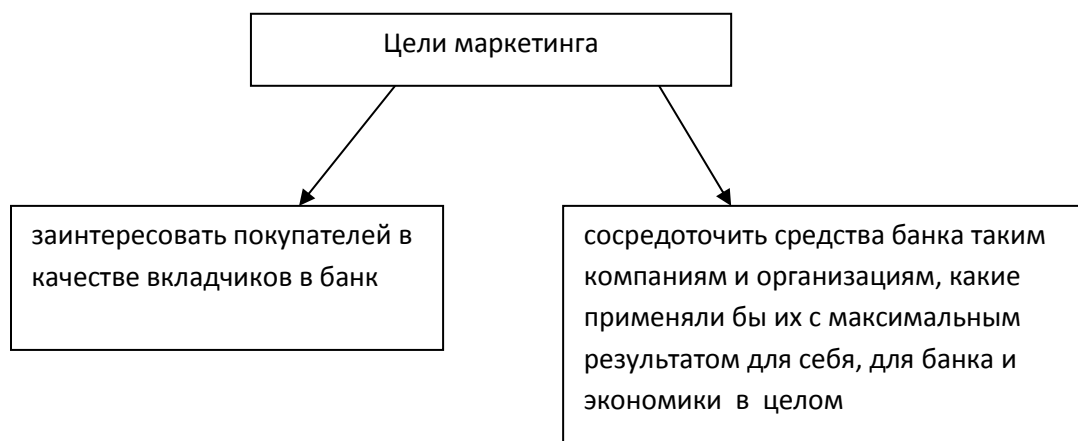 Цели маркетинга
заинтересовать покупателей в
качестве вкладчиков в банк
сосредоточить средства банка таким
компаниям и организациям, какие
применяли бы их с максимальным
результатом для себя, для банка и
экономики в целом